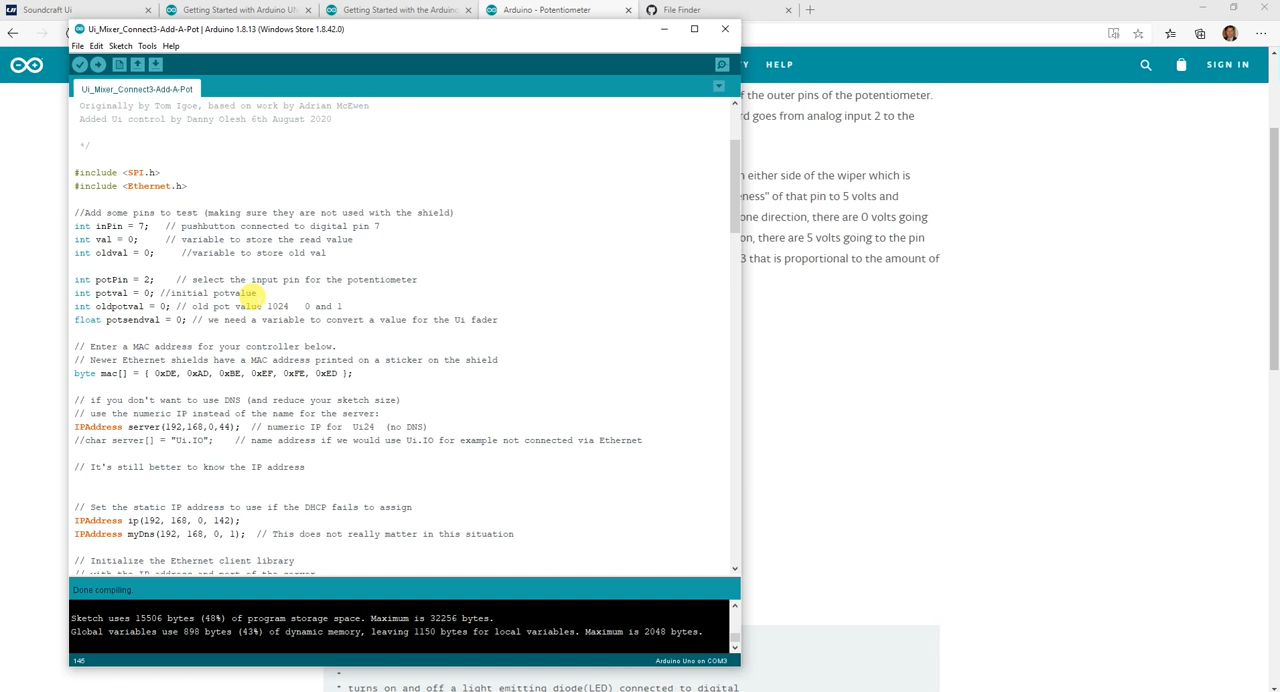 Soundcraft Ui
Getting Started with Arduino UN
Getting Started with the Arduino
Arduino - Potentiometer
File Finder
Ui_Mixer_Connect3-Add-A-Pot | Arduino 1.8.13 (Windows Store 1.8.42.0)
File Edit Sketch Tools Help
HELP
SIGN IN
Ui_Mixer_Connect3-Add-A-Pot
of the outer pins of the potentiometer.
Originally by Tom Igoe, based on work by Adrian McEwen
Added Ui control by Danny Olesh 6th August 2020
rd goes from analog input 2 to the
*/
#include <SPI.h>
n either side of the wiper which is
#include <Ethernet.h>
eness" of that pin to 5 volts and
//Add some pins to test (making sure they are not used with the shield)
one direction, there are 0 volts going
int inPin = 7; // pushbutton connected to digital pin 7
int val = 0; // variable to store the read value
on, there are 5 volts going to the pin
int oldval = 0; //variable to store old val
3 that is proportional to the amount of
int potPin = 2; // select the input pin for the potentiometer
int potval = 0; //initial potvalue
int oldpotval = 0; // old pot value 1024 0 and 1
float potsendval = 0; // we need a variable to convert a value for the Ui fader
// Enter a MAC address for your controller below.
// Newer Ethernet shields have a MAC address printed on a sticker on the shield
byte mac[] = { 0xDE, 0xAD, 0xBE, 0xEF, 0xFE, 0xED };
// if you don't want to use DNS (and reduce your sketch size)
// use the numeric IP instead of the name for the server:
IPAddress server(192,168,0,44); // numeric IP for Ui24 (no DNS)
//char server[] = "Ui.IO"; // name address if we would use Ui.IO for example not connected via Ethernet
// It's still better to know the IP address
// Set the static IP address to use if the DHCP fails to assign
IPAddress ip(192, 168, 0, 142);
IPAddress myDns(192, 168, 0, 1); // This does not really matter in this situation
// Initialize the Ethernet client library
// with the IP address and port of the server
Done compiling.
Sketch uses 15506 bytes (48%) of program storage space. Maximum is 32256 bytes.
Global variables use 898 bytes (43%) of dynamic memory, leaving 1150 bytes for local variables. Maximum is 2048 bytes.
145
Arduino Uno on COM3
*
* turns on and off a light emitting diode(LED) connected to digital